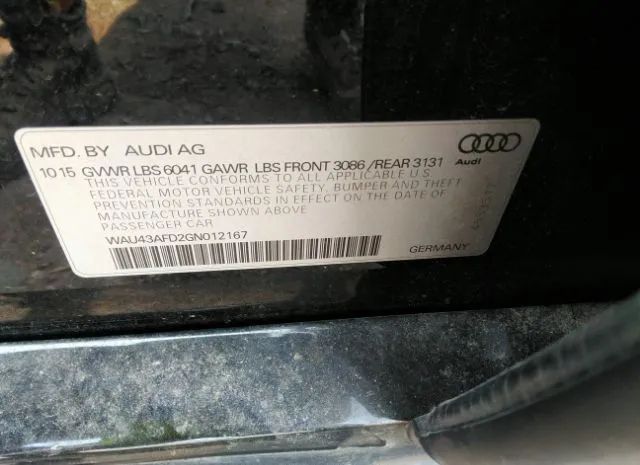 MFD. BY AUDI AG
10 15 GVWR LBS 6041 GAWR LBS FRONT 3086 / REAR 3131
THIS VEHICLE CONFORMS TO ALL APPLICABLE U.S.
FEDERAL MOTOR VEHICLE SAFETY, BUMPER AND THEFT
PREVENTION STANDARDS IN EFFECT ON THE DATE OF
MANUFACTURE SHOWN ABOVE
PASSENGER CAR
WAU43AFD2GN012167
Audi
GERMANY